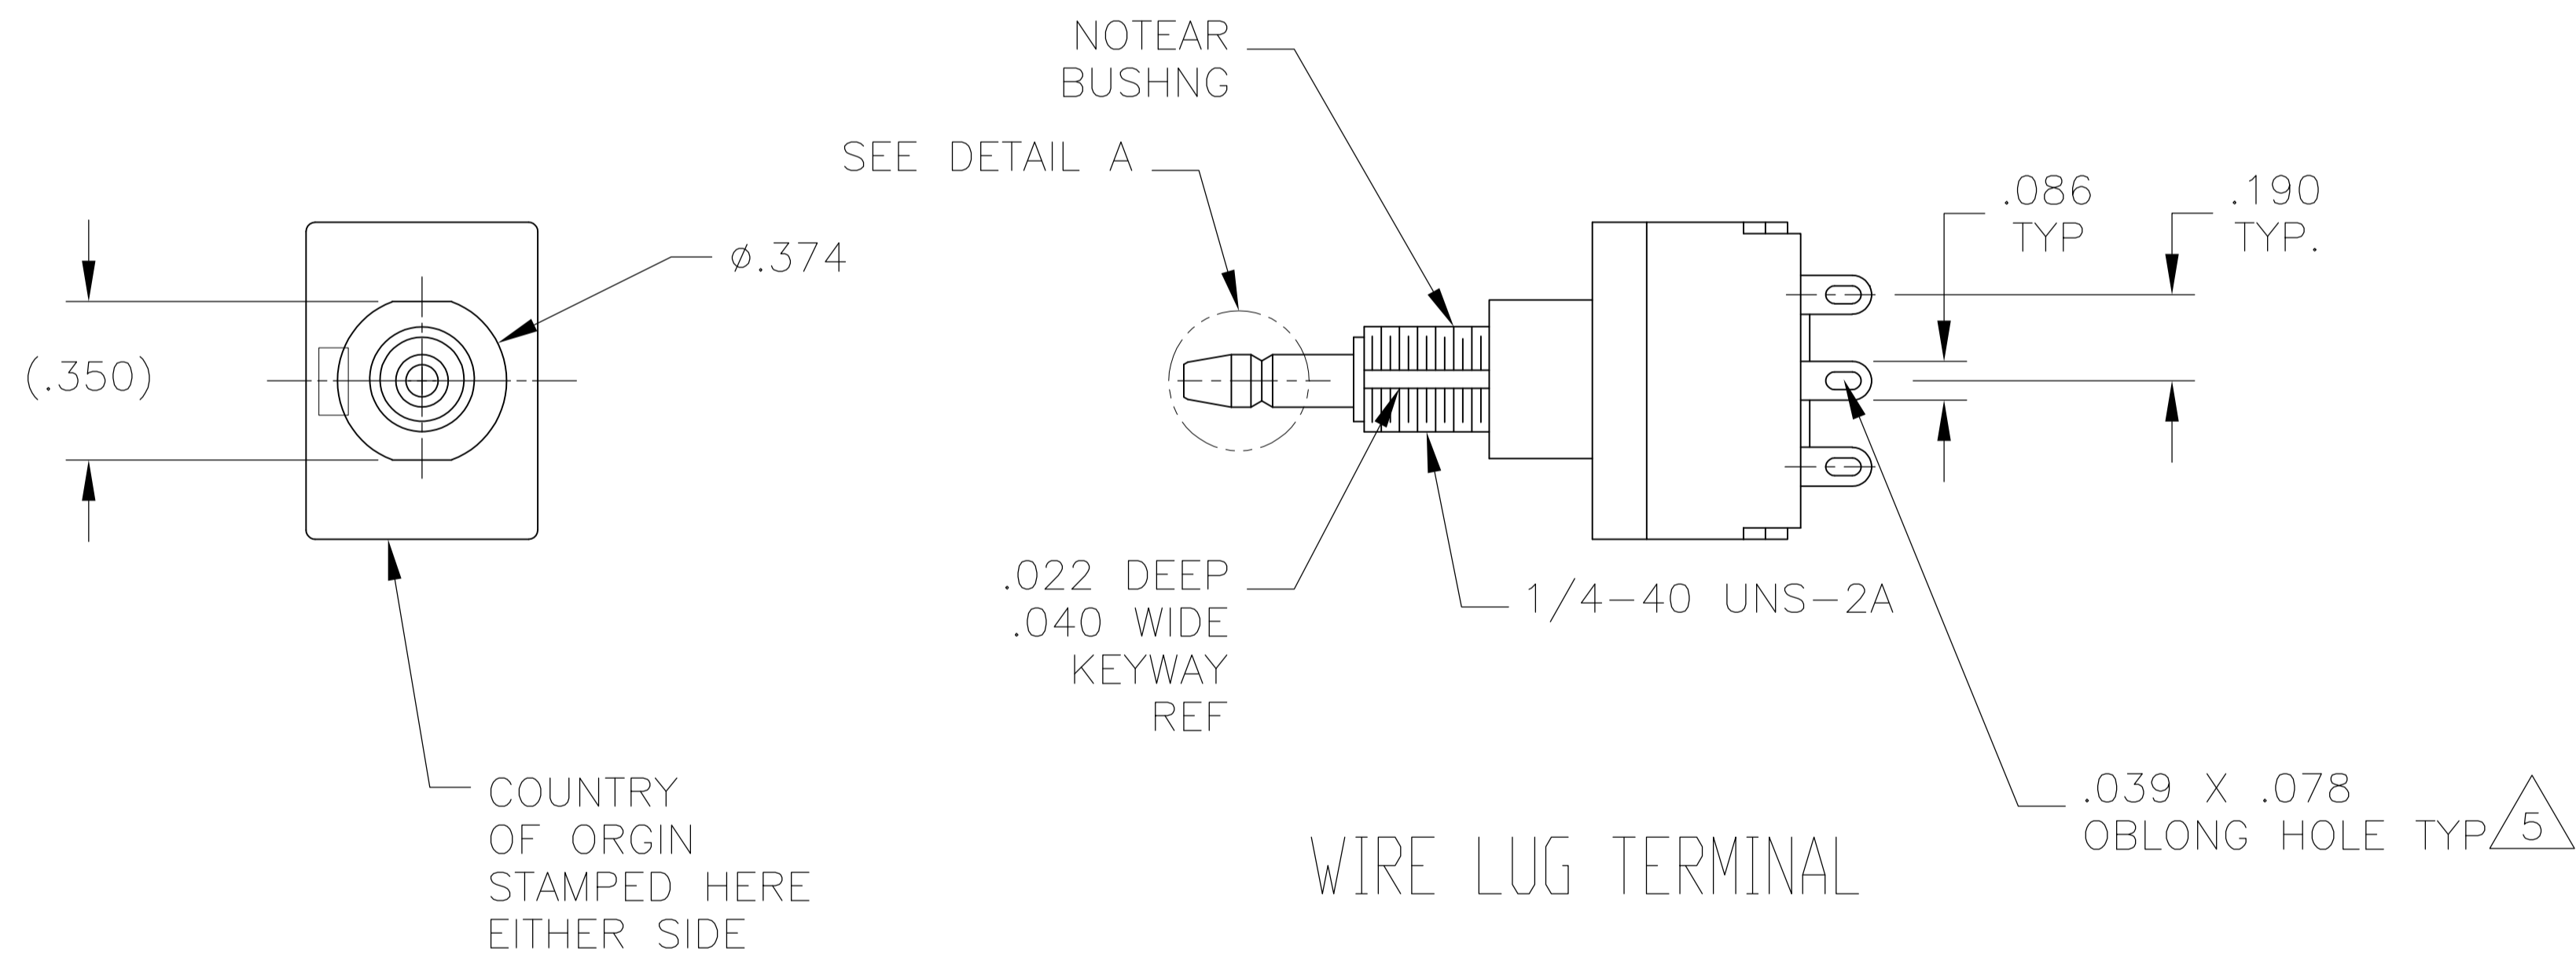 NOTEAR
BUSHNG
SEE DETAIL A
(.350)
ø.374
.086
TYP
.190
TYP.
.022 DEEP
.040 WIDE
KEYWAY
REF
1/4-40 UNS-2A
COUNTRY
OF ORGIN
STAMPED HERE
EITHER SIDE
.039 X .078
OBLONG HOLE TYP 5
WIRE LUG TERMINAL